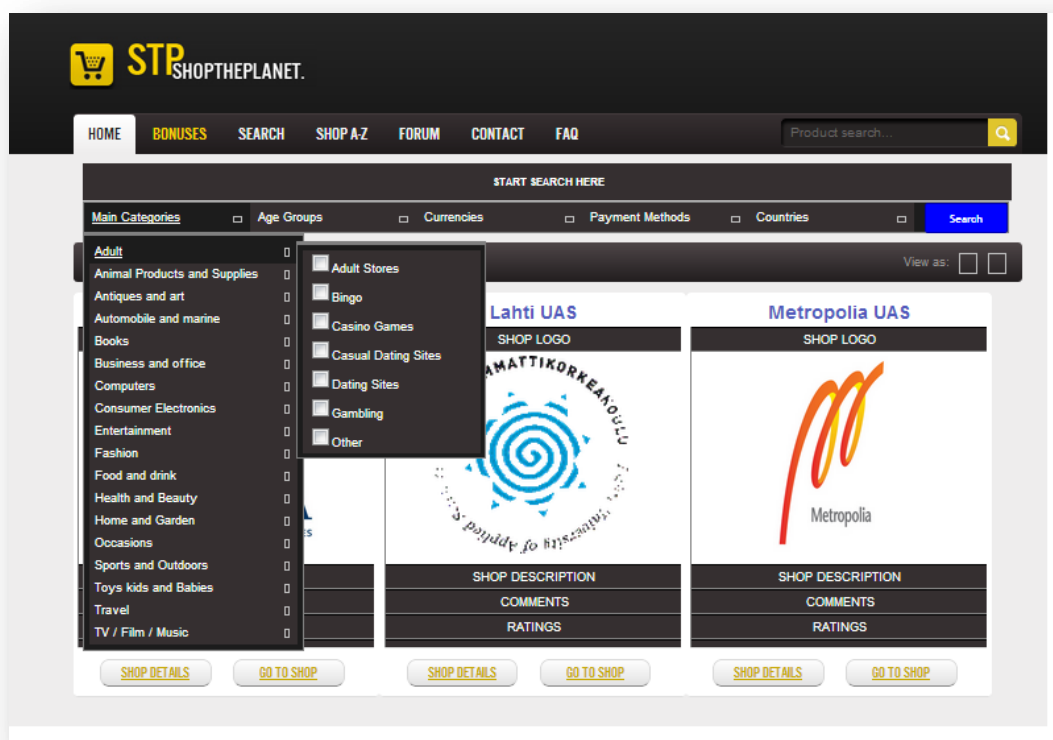 STP SHOPTHEPLANET.
HOME BONUSES SEARCH SHOP A-Z FORUM CONTACT FAQ Product search...
START SEARCH HERE
Main Categories Age Groups Currencies Payment Methods Countries Search
View as:
Adult
Animal Products and Supplies
Antiques and art
Automobile and marine
Books
Business and office
Computers
Consumer Electronics
Entertainment
Fashion
Food and drink
Health and Beauty
Home and Garden
Occasions
Sports and Outdoors
Toys kids and Babies
Travel
TV / Film / Music
Adult Stores
Bingo
Casino Games
Casual Dating Sites
Dating Sites
Gambling
Other
Lahti UAS
SHOP LOGO
SHOP DESCRIPTION
COMMENTS
RATINGS
Metropolia UAS
SHOP LOGO
Metropolia
SHOP DESCRIPTION
COMMENTS
RATINGS
SHOP DETAILS GO TO SHOP SHOP DETAILS GO TO SHOP SHOP DETAILS GO TO SHOP